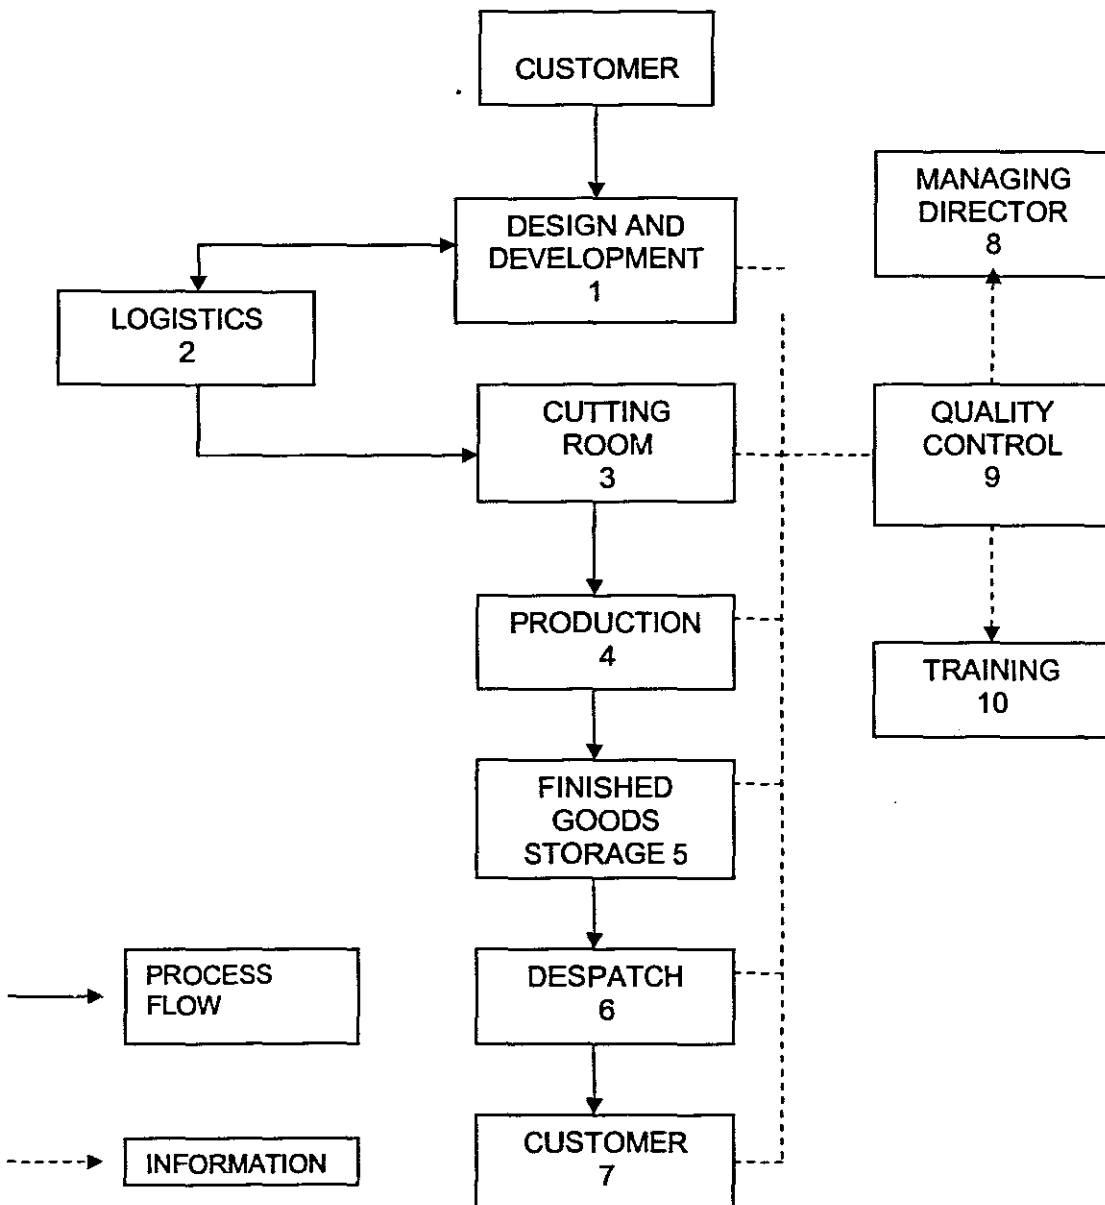 CUSTOMER
DESIGN AND
DEVELOPMENT
1
LOGISTICS
2
CUTTING
ROOM
3
PRODUCTION
4
FINISHED
GOODS
STORAGE 5
DESPATCH
6
CUSTOMER
7
MANAGING
DIRECTOR
8
QUALITY
CONTROL
9
TRAINING
10
PROCESS
FLOW
INFORMATION